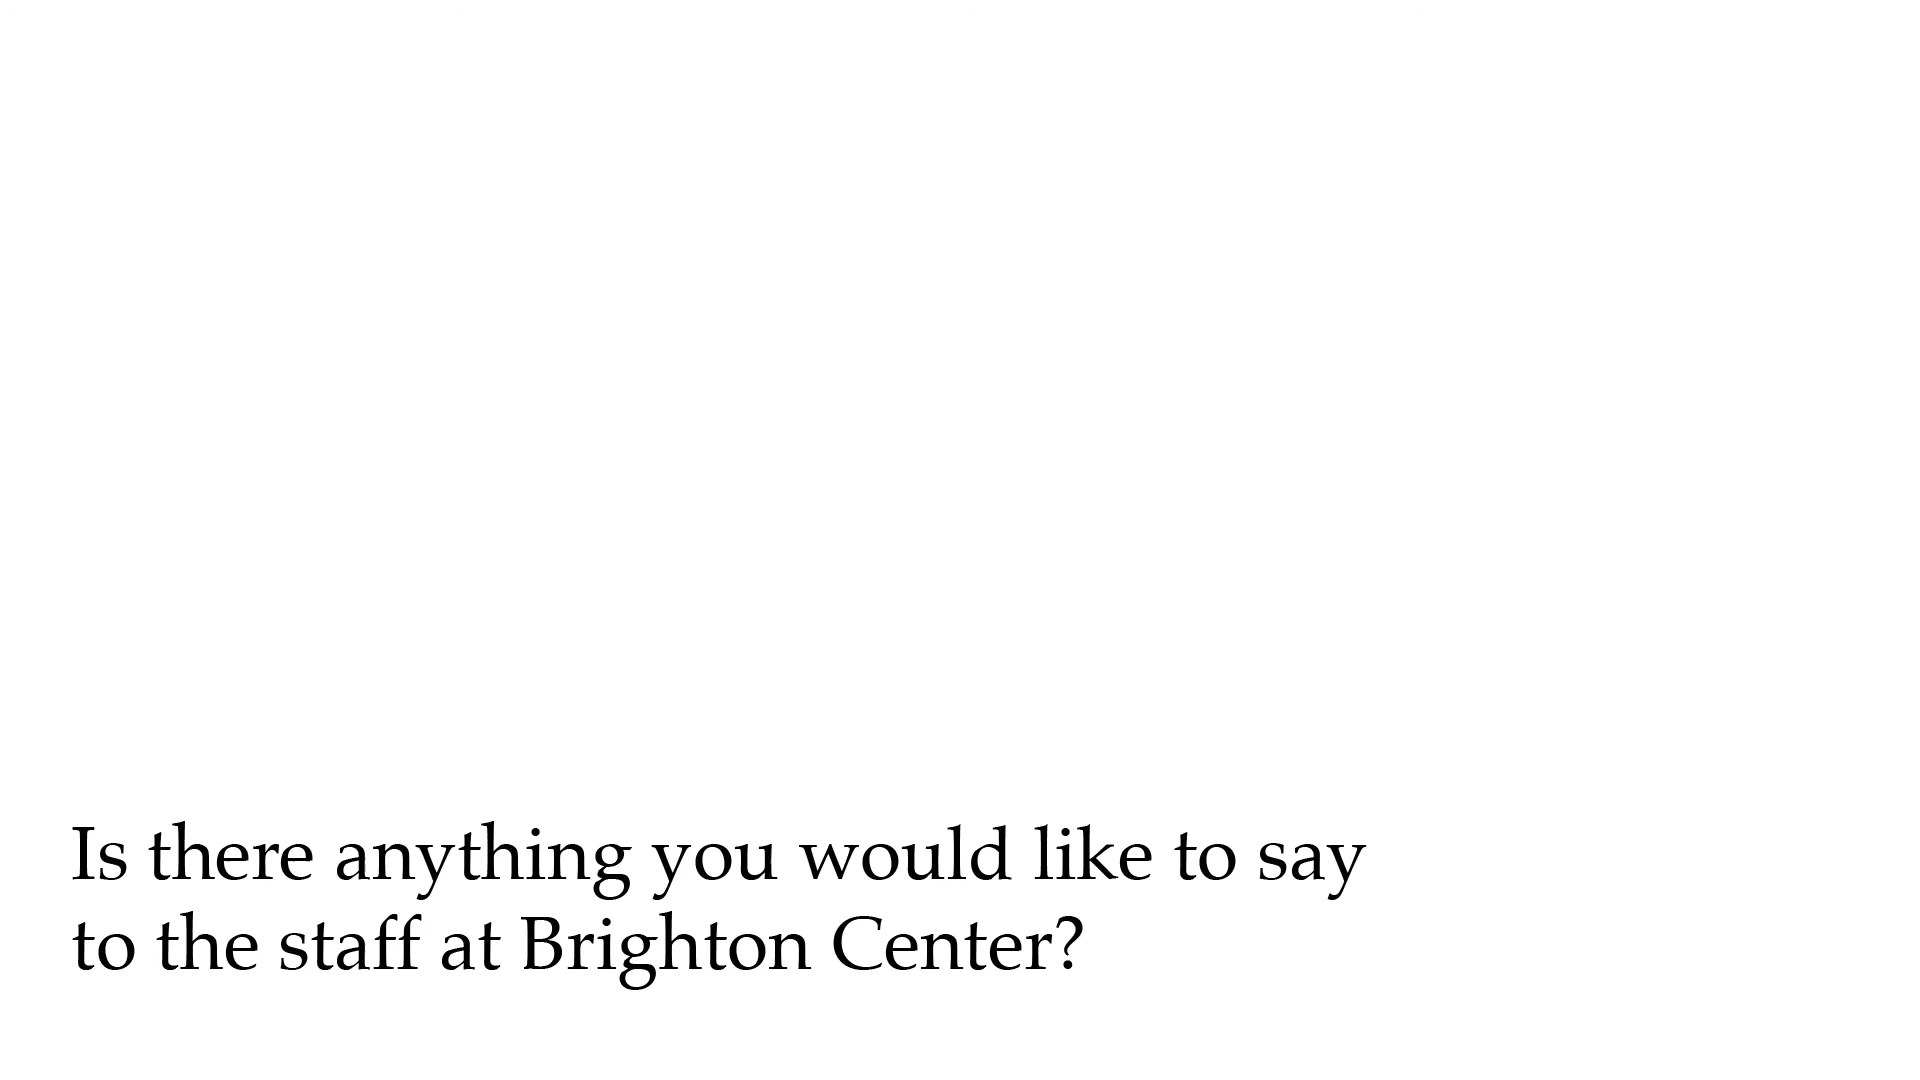 Is there anything you would like to say
to the staff at Brighton Center?